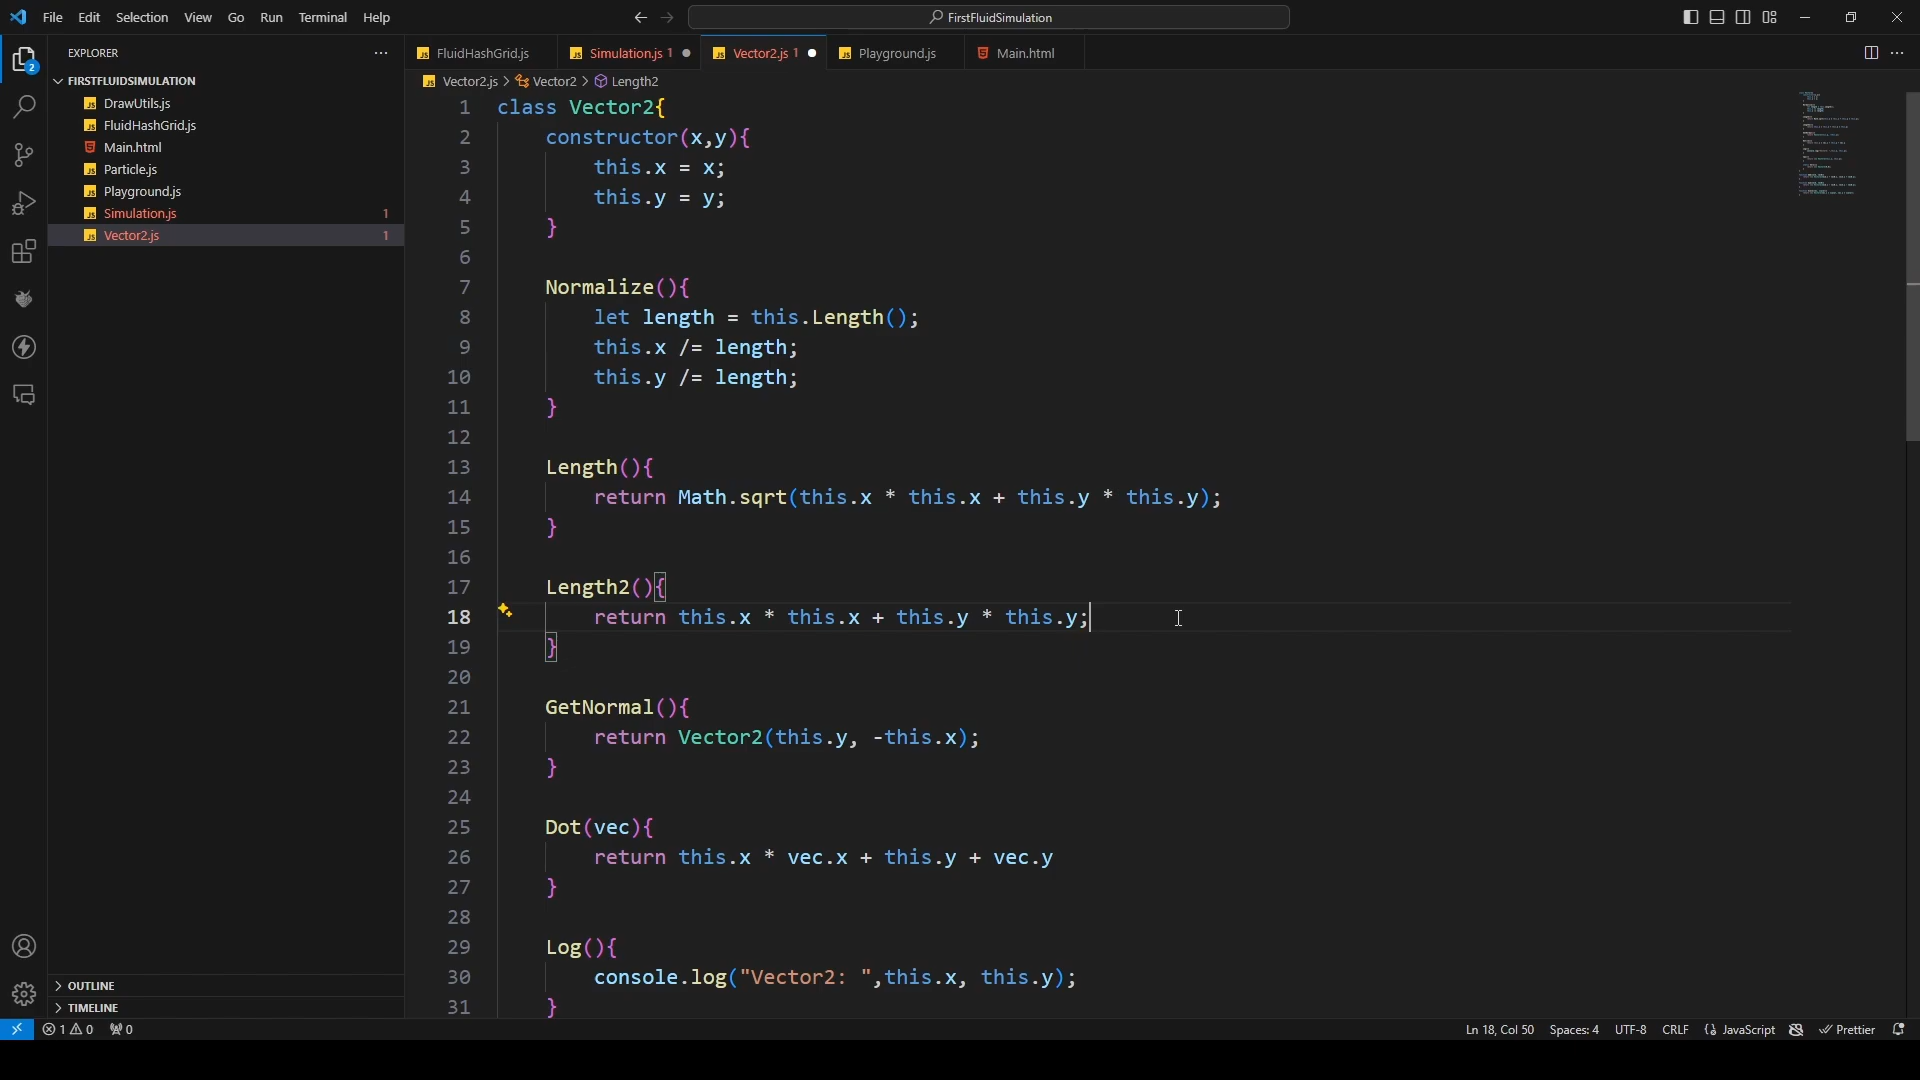 File Edit Selection View Go Run Terminal Help
FirstFluidSimulation
EXPLORER
FIRSTFLUIDSIMULATION
DrawUtils.js
FluidHashGrid.js
Main.html
Particle.js
Playground.js
Simulation.js 1
Vector2.js 1
OUTLINE
TIMELINE
FluidHashGrid.js Simulation.js 1 Vector2.js 1 Playground.js Main.html
Vector2.js > Vector2 > Length2
1 class Vector2{
2 constructor(x,y){
3 this.x = x;
4 this.y = y;
5 }
6
7 Normalize(){
8 let length = this.Length();
9 this.x /= length;
10 this.y /= length;
11 }
12
13 Length(){
14 return Math.sqrt(this.x * this.x + this.y * this.y);
15 }
16
17 Length2(){
18 return this.x * this.x + this.y * this.y;
19 }
20
21 GetNormal(){
22 return Vector2(this.y, -this.x);
23 }
24
25 Dot(vec){
26 return this.x * vec.x + this.y + vec.y
27 }
28
29 Log(){
30 console.log("Vector2: ",this.x, this.y);
31 }
1 0 0 Ln 18, Col 50 Spaces: 4 UTF-8 CRLF JavaScript Prettier